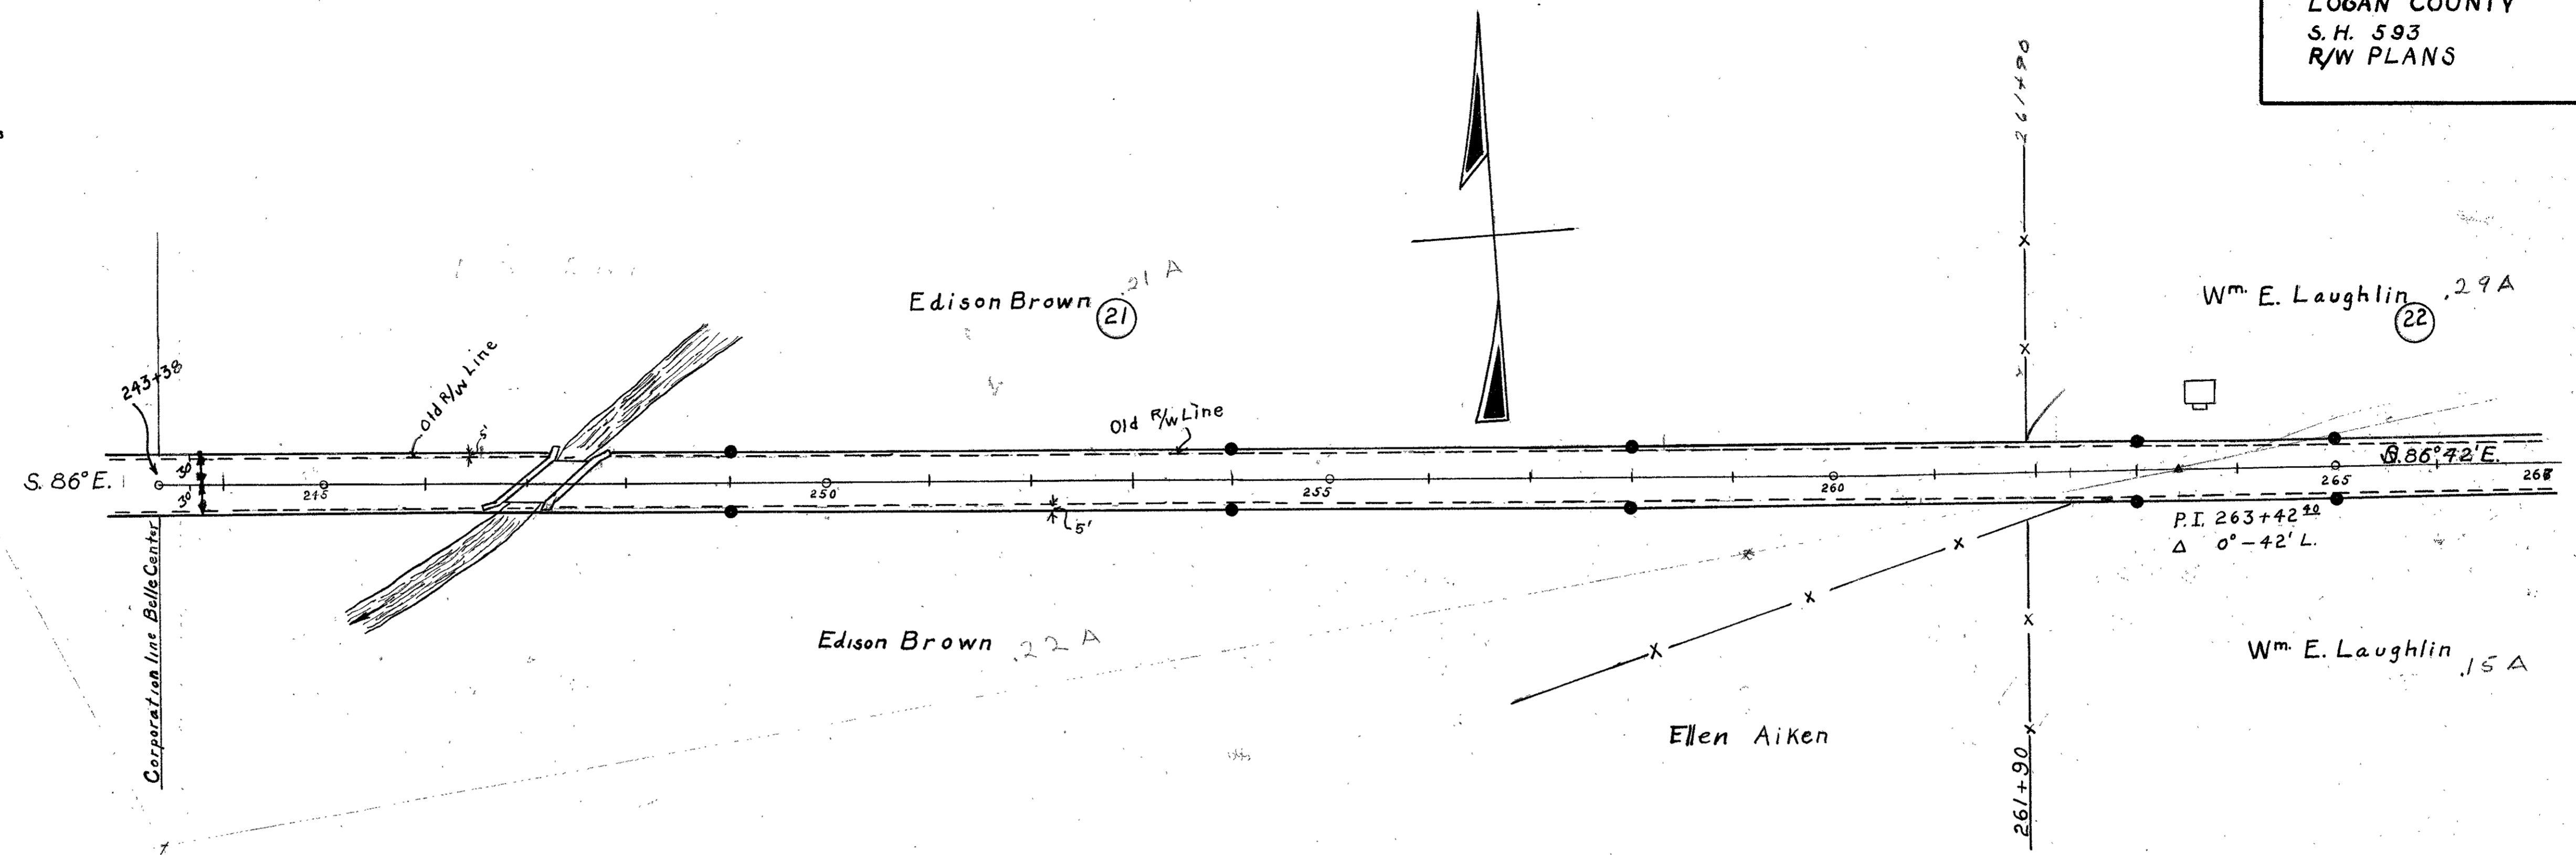 LOGAN COUNTY
S. H. 593
R/W PLANS
261+90
.21 A
Edison Brown 21
Wm. E. Laughlin .29 A
22
243+38
Old R/W Line
5'
Old R/W Line
S. 86° E.
30'
30'
245
250
255
260
265
S.86°42'E.
5'
P.I. 263+42 40
Δ 0°-42' L.
Corporation line Belle Center
Edison Brown .22 A
Wm. E. Laughlin .15 A
Ellen Aiken
261+90